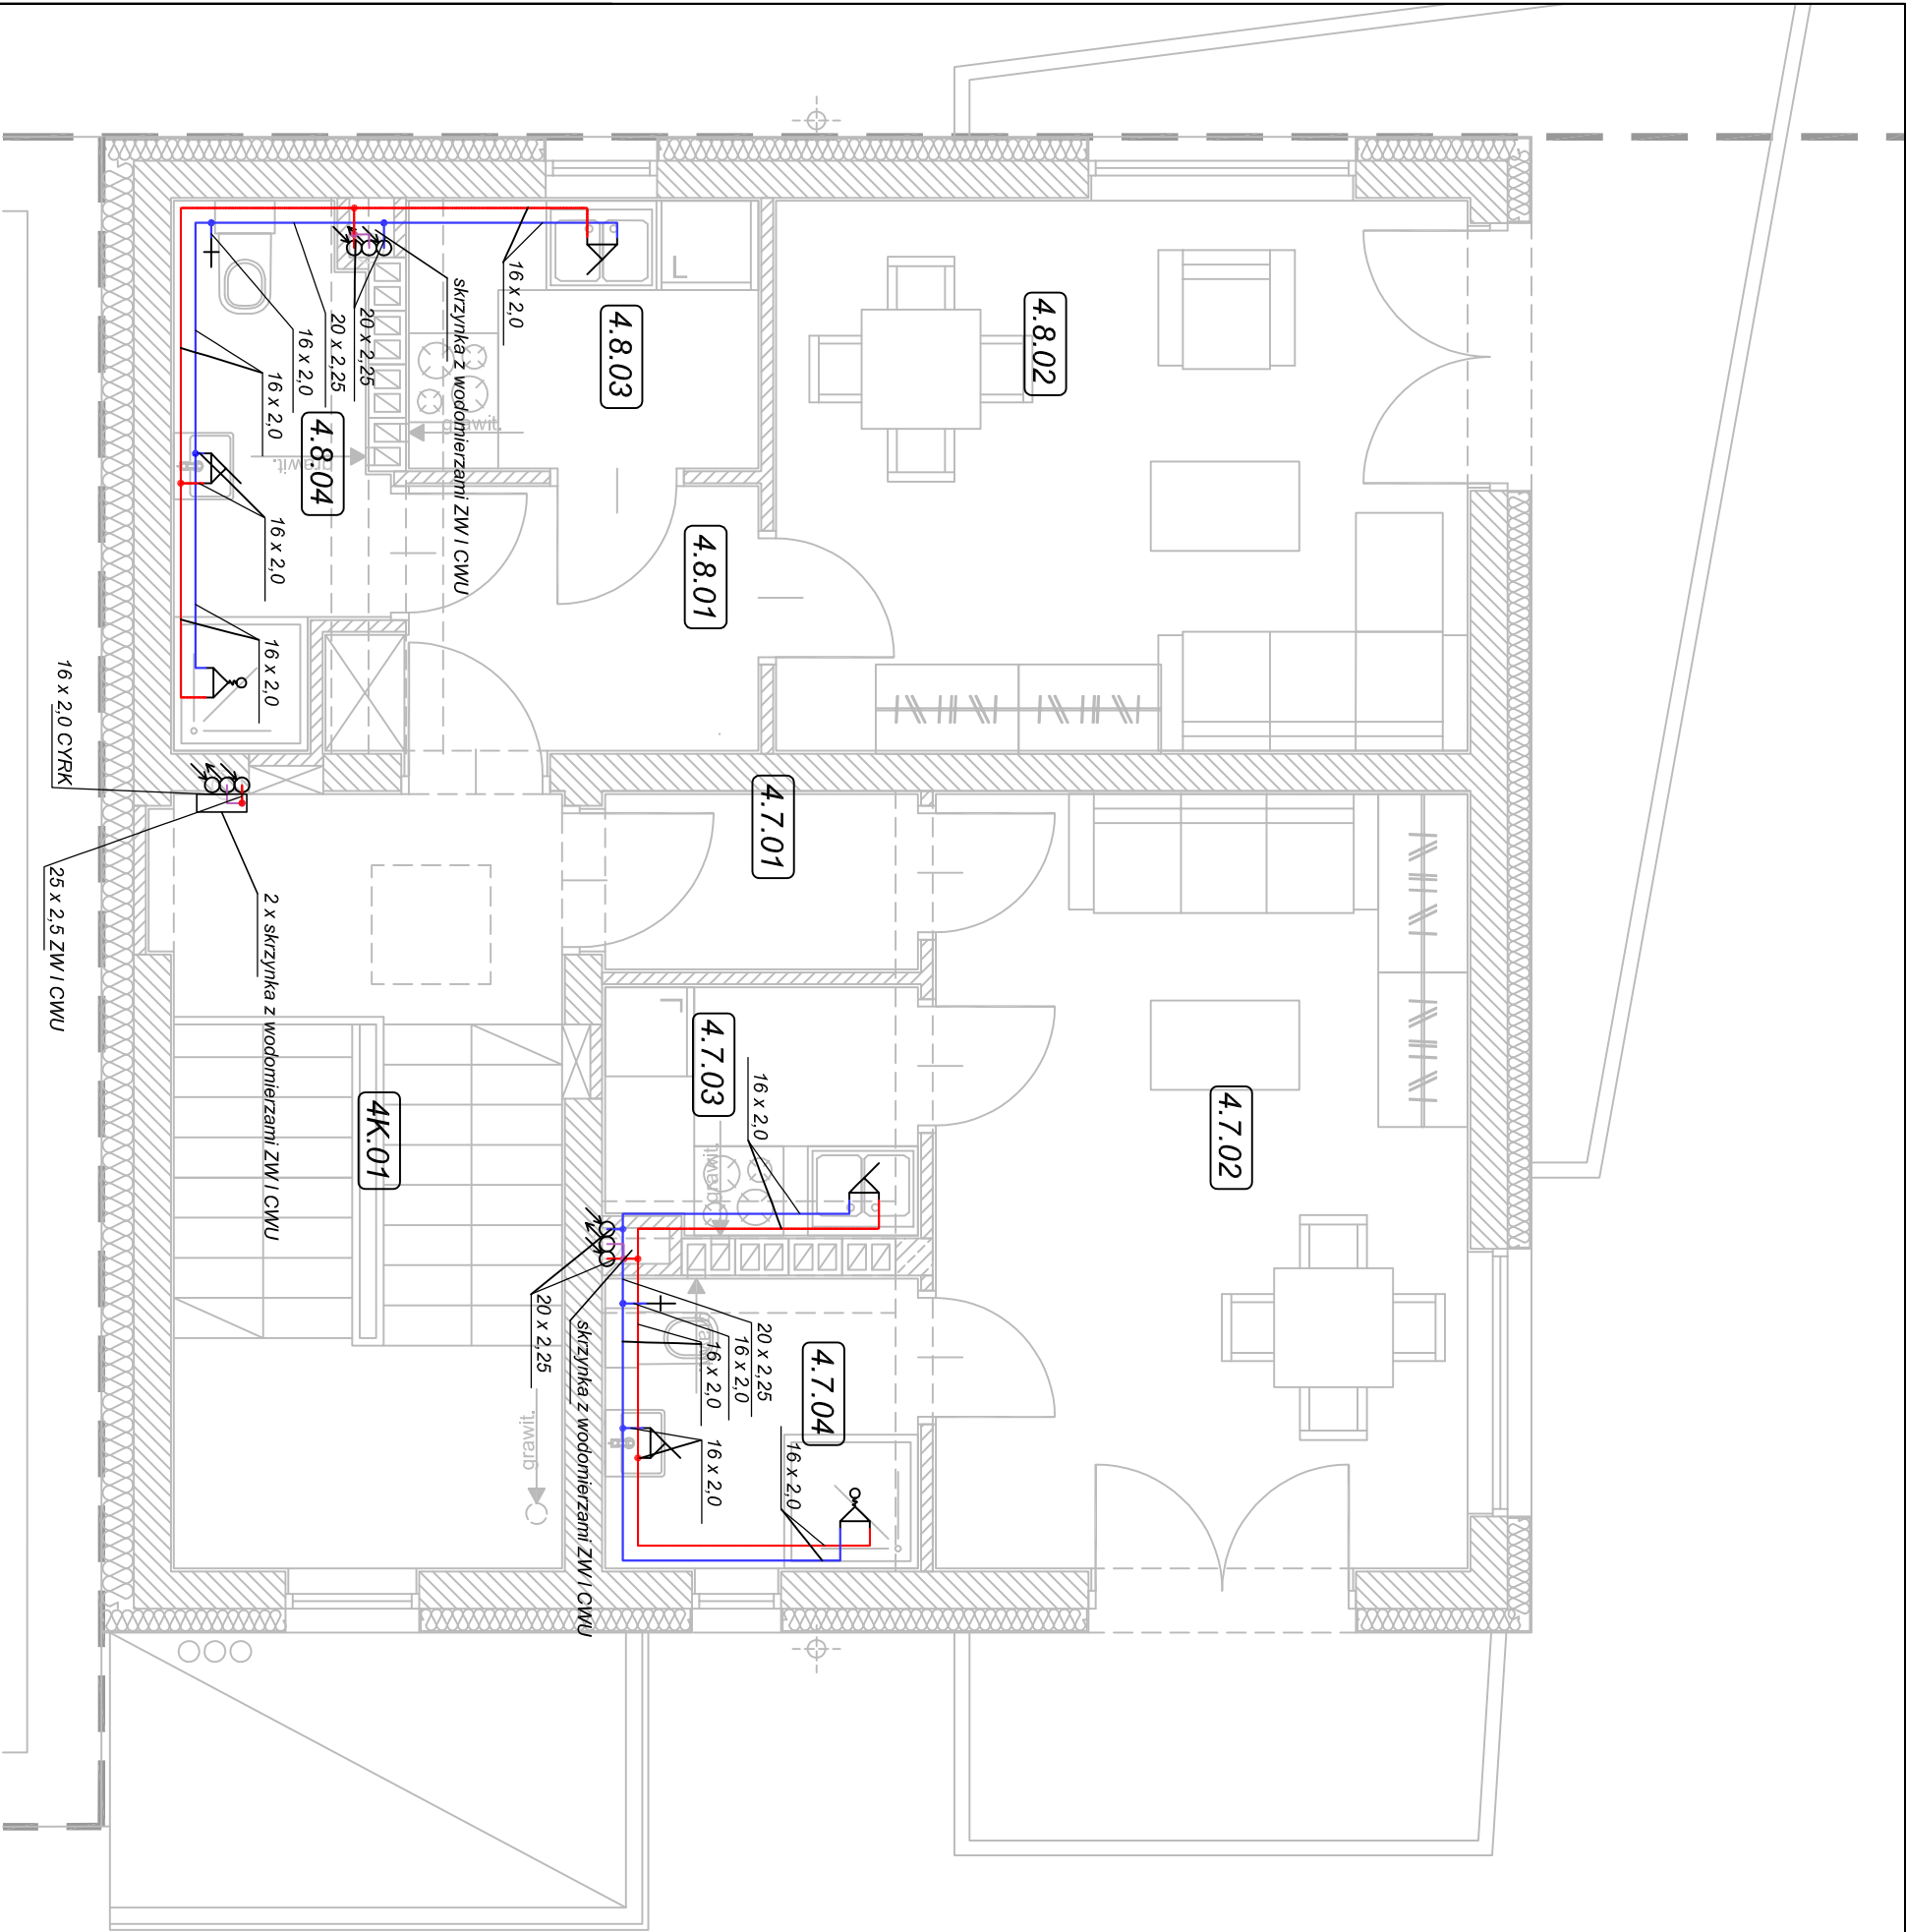 4.8.02
4.8.03
4.8.01
4.8.04
16 x 2,0
skrzynka z wodomierzami ZW I CWU
20 x 2,25
20 x 2,25
16 x 2,0
16 x 2,0
16 x 2,0
16 x 2,0
grawit.
grawit.
16 x 2,0 CYRK
25 x 2,5 ZW I CWU
2 x skrzynka z wodomierzami ZW I CWU
4.7.01
4.7.02
4.7.03
16 x 2,0
grawit.
4K.01
4.7.04
20 x 2,25
16 x 2,0
16 x 2,0
16 x 2,0
16 x 2,0
grawit.
20 x 2,25
skrzynka z wodomierzami ZW I CWU
grawit.